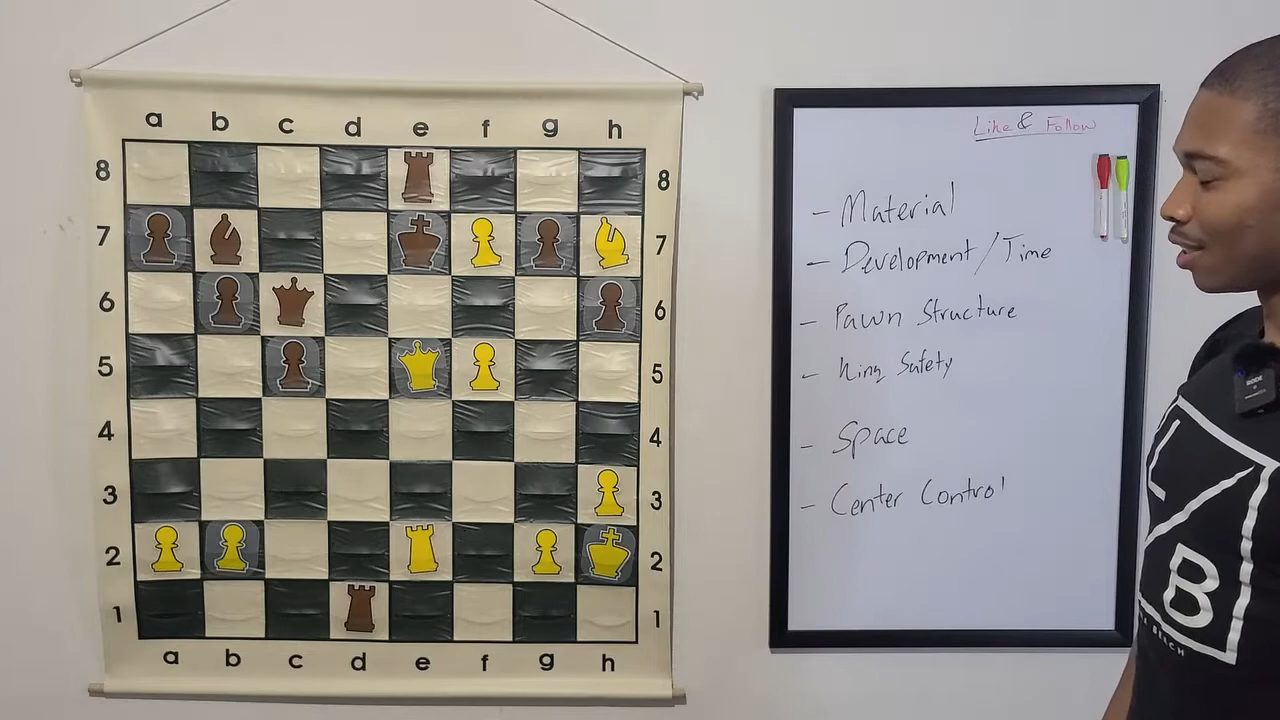 a b c d e f g h
8 8
7 7
6 6
5 5
4 4
3 3
2 2
1 1
a b c d e f g h
Like & Follow
- Material
- Development/Time
- Pawn Structure
- King Safety
- Space
- Center Control
RODE
L
B